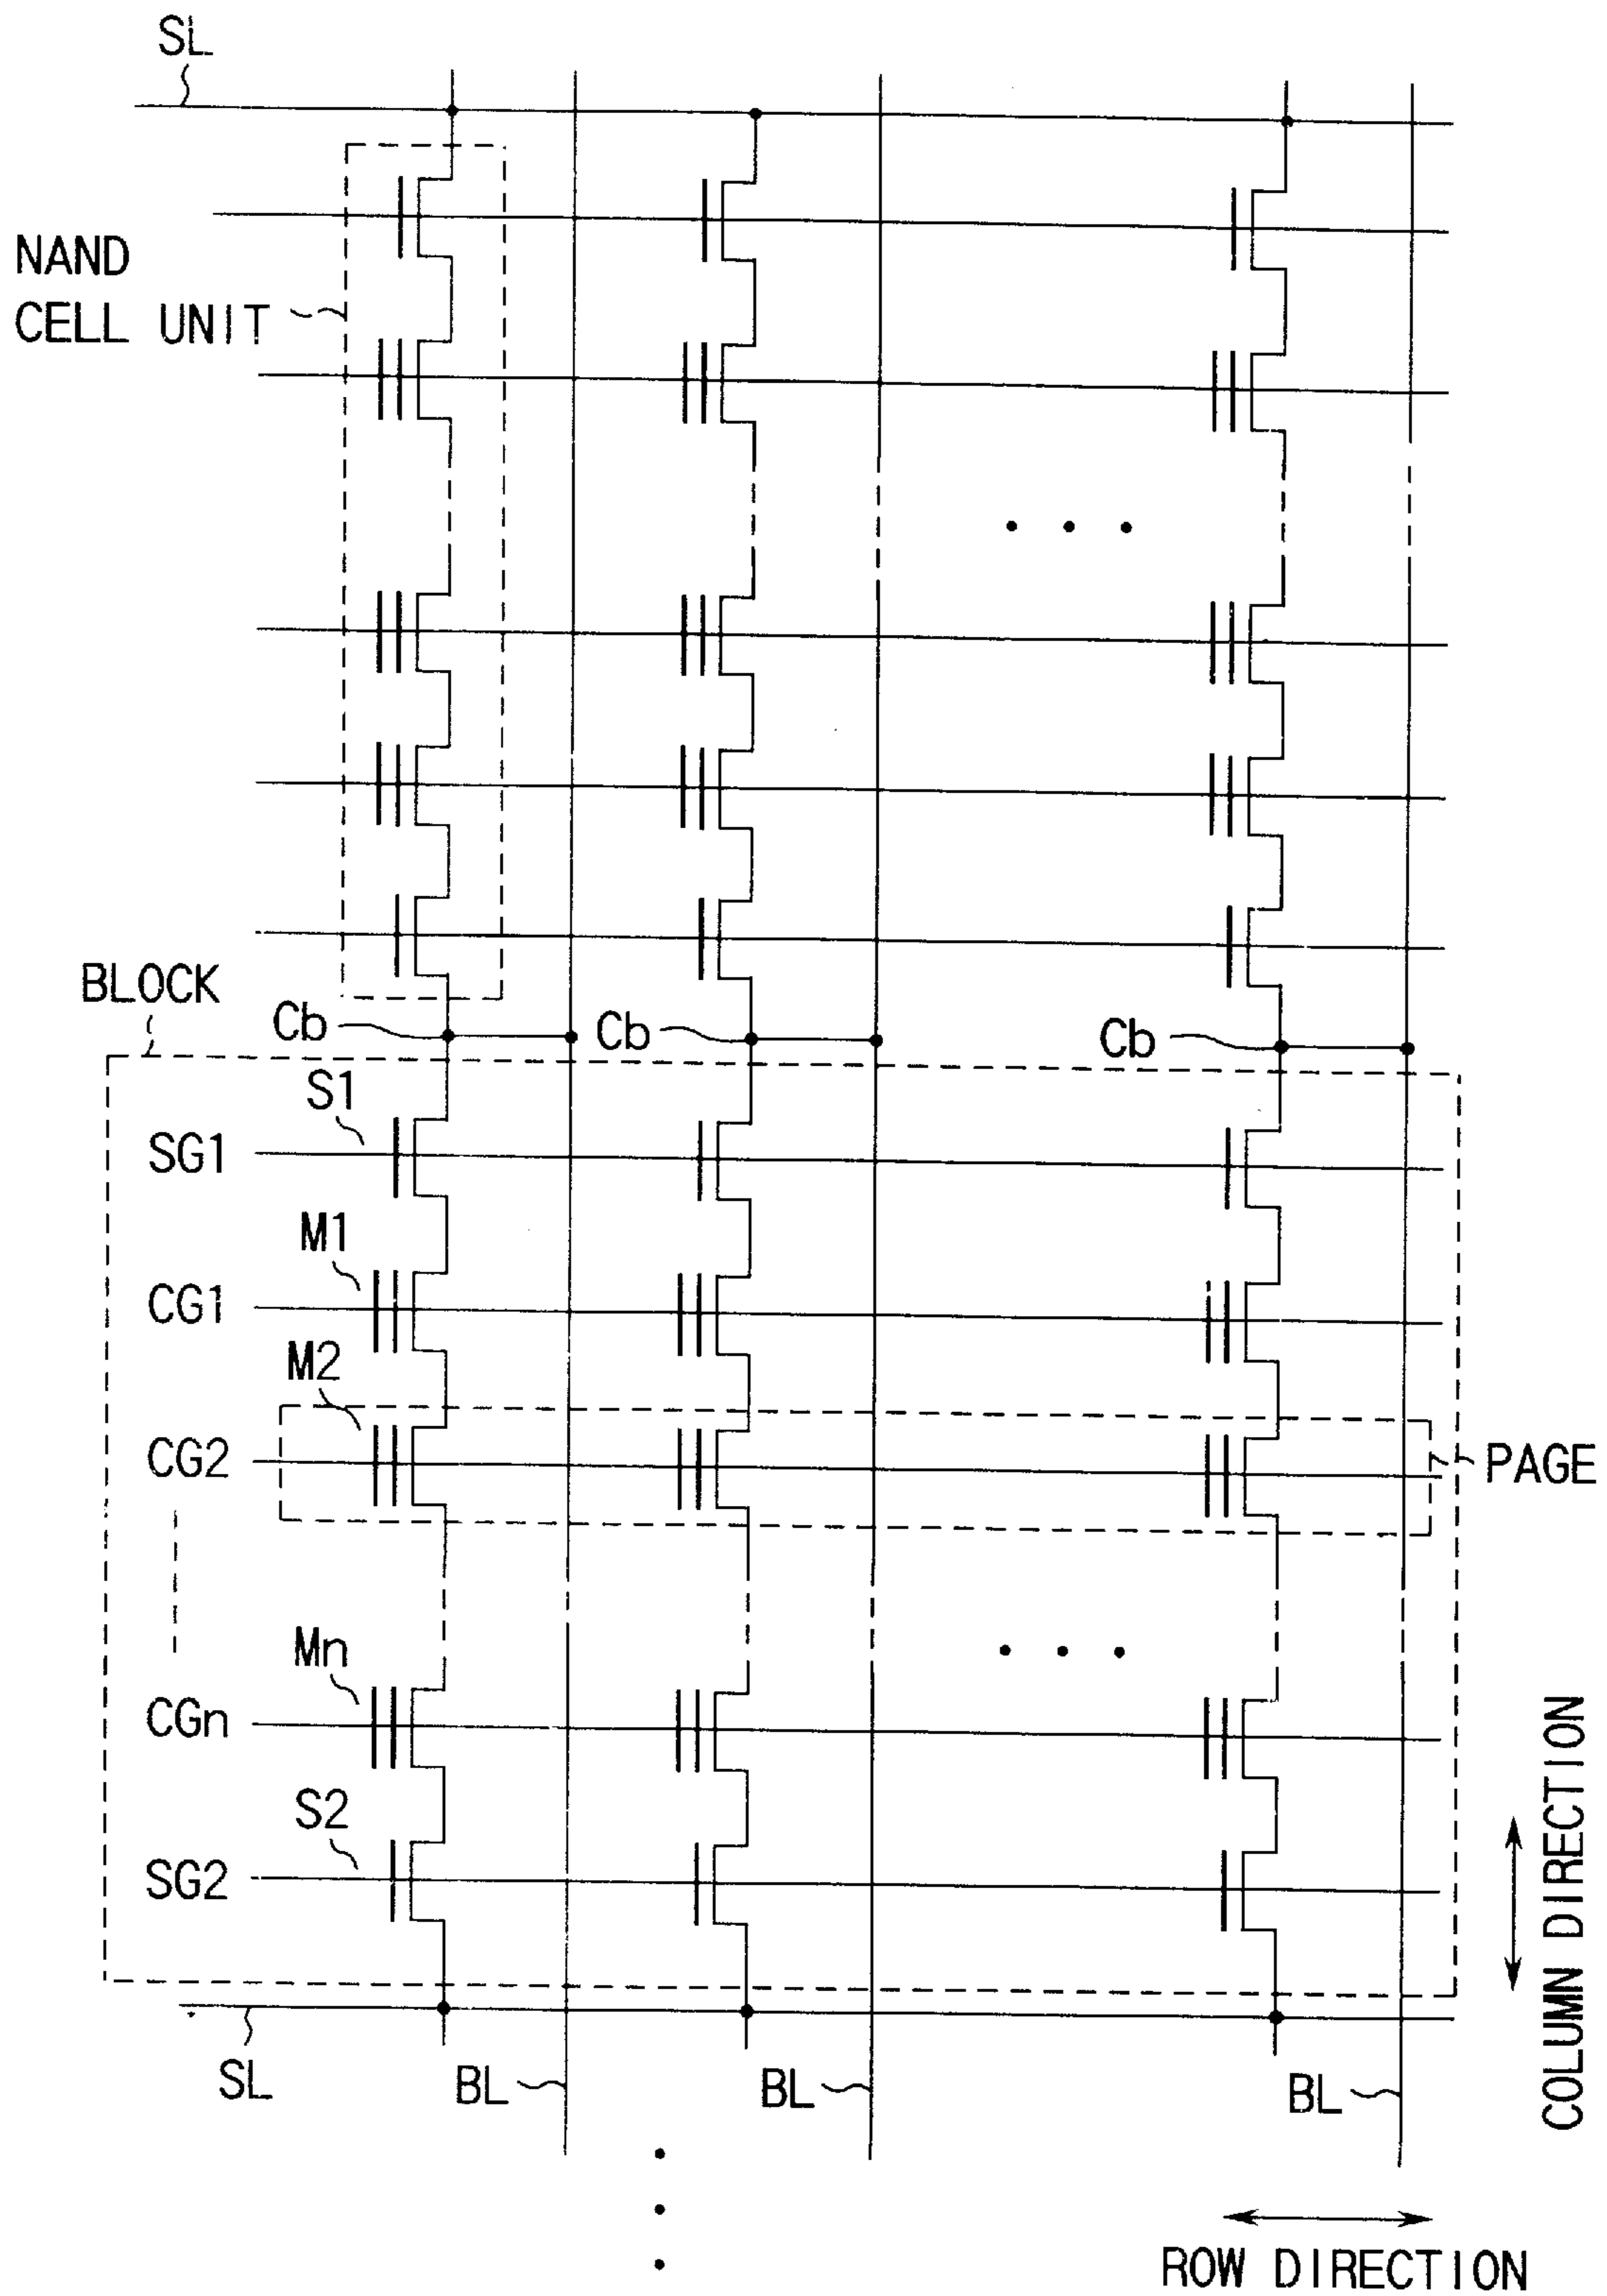 SL
NAND
CELL UNIT
BLOCK
Cb
Cb
Cb
S1
SG1
M1
CG1
M2
CG2
PAGE
Mn
CGn
S2
SG2
SL
BL
BL
BL
COLUMN DIRECTION
ROW DIRECTION